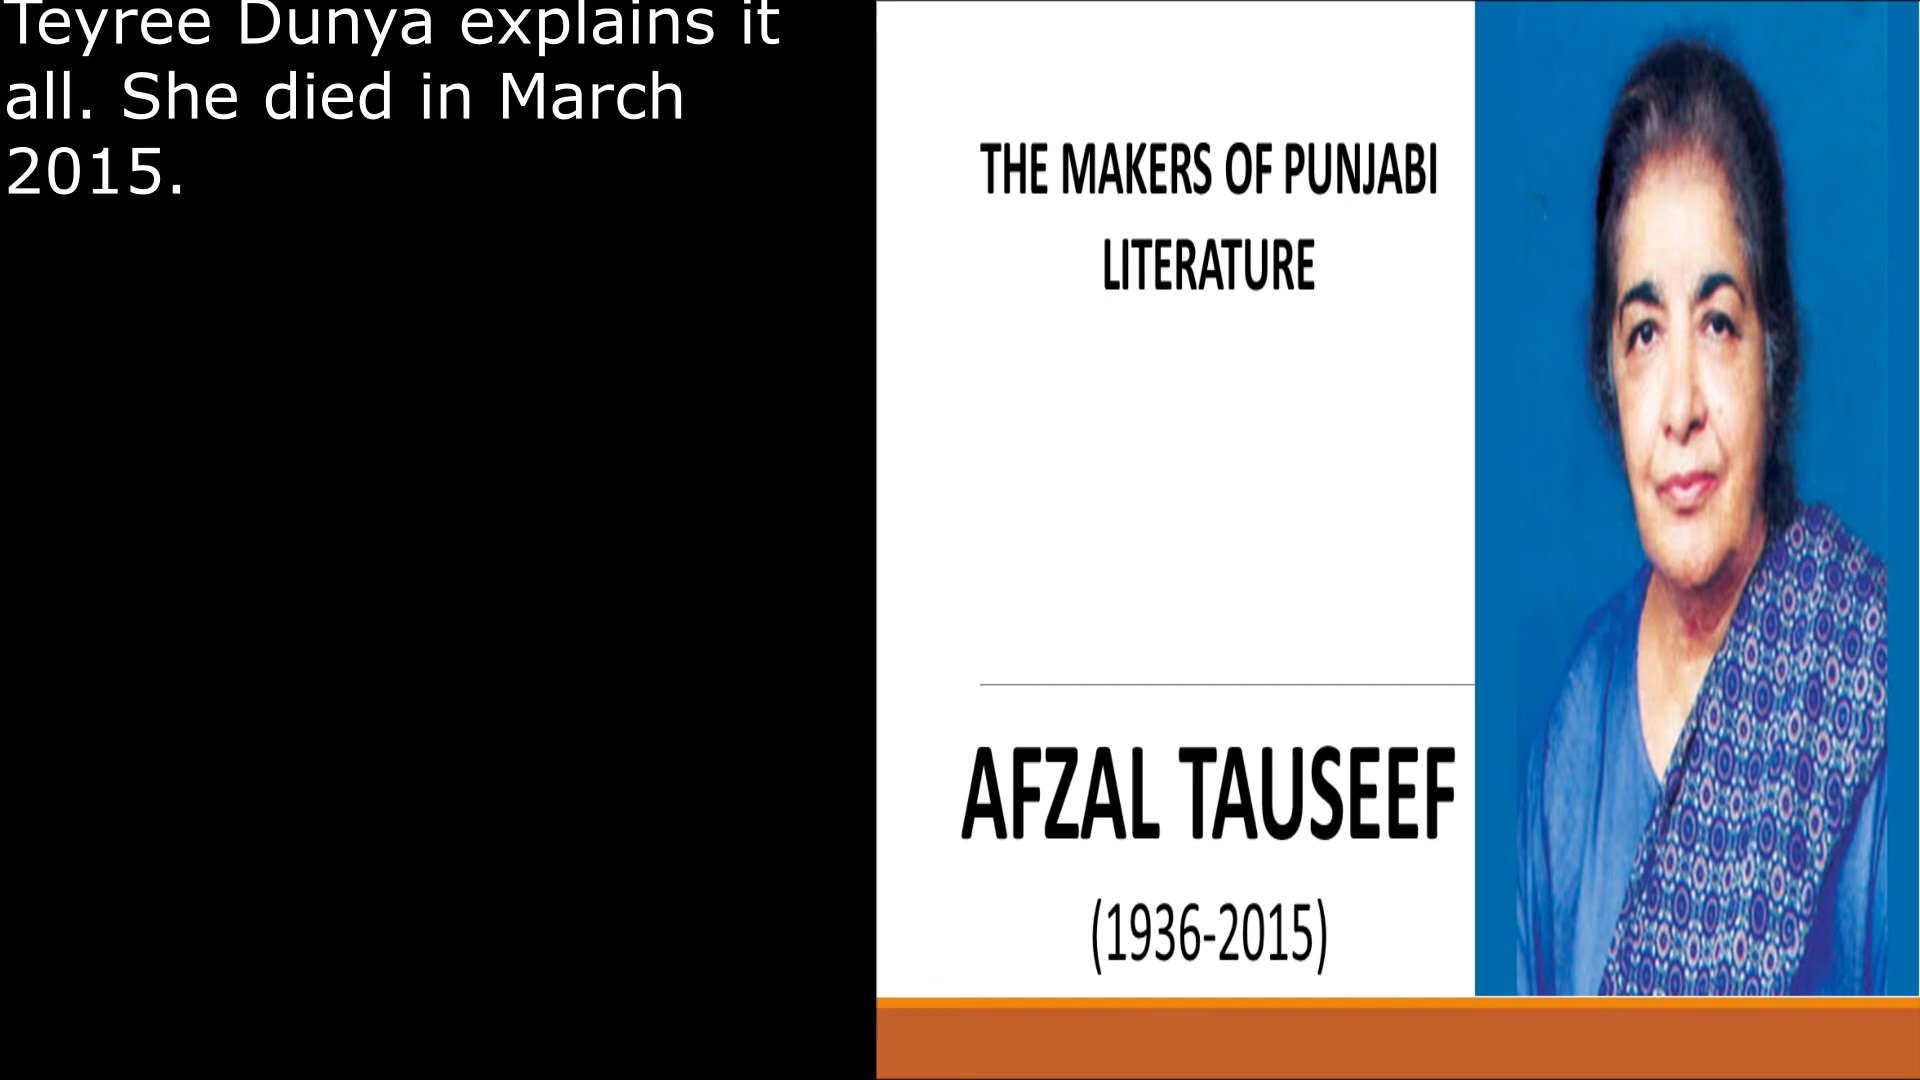 Teyree Dunya explains it
all. She died in March
2015.
THE MAKERS OF PUNJABI
LITERATURE
AFZAL TAUSEEF
(1936-2015)